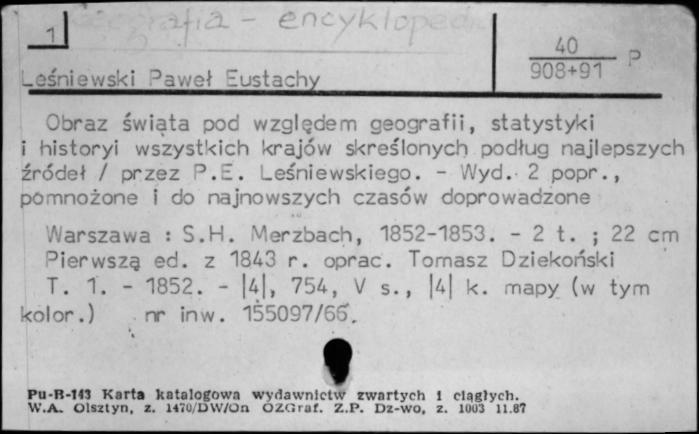 geografia - encykloped
1
40
908+91 P
Leśniewski Paweł Eustachy
Obraz świąta pod względem geografii, statystyki
i historyi wszystkich krajów skreślonych podług najlepszych
źródeł / przez P.E. Leśniewskiego. - Wyd. 2 popr.,
pomnożone i do najnowszych czasów doprowadzone
Warszawa : S.H. Merzbach, 1852-1853. - 2 t. ; 22 cm
Pierwszą ed. z 1843 r. oprac. Tomasz Dziekoński
T. 1. - 1852. - |4|, 754, V s., |4| k. mapy (w tym
kolor.) nr inw. 155097/66.
Pu-B-143 Karta katalogowa wydawnictw zwartych i ciągłych.
W.A. Olsztyn, z. 1470/DW/On OZGraf. Z.P. Dz-wo, z. 1003 11.87